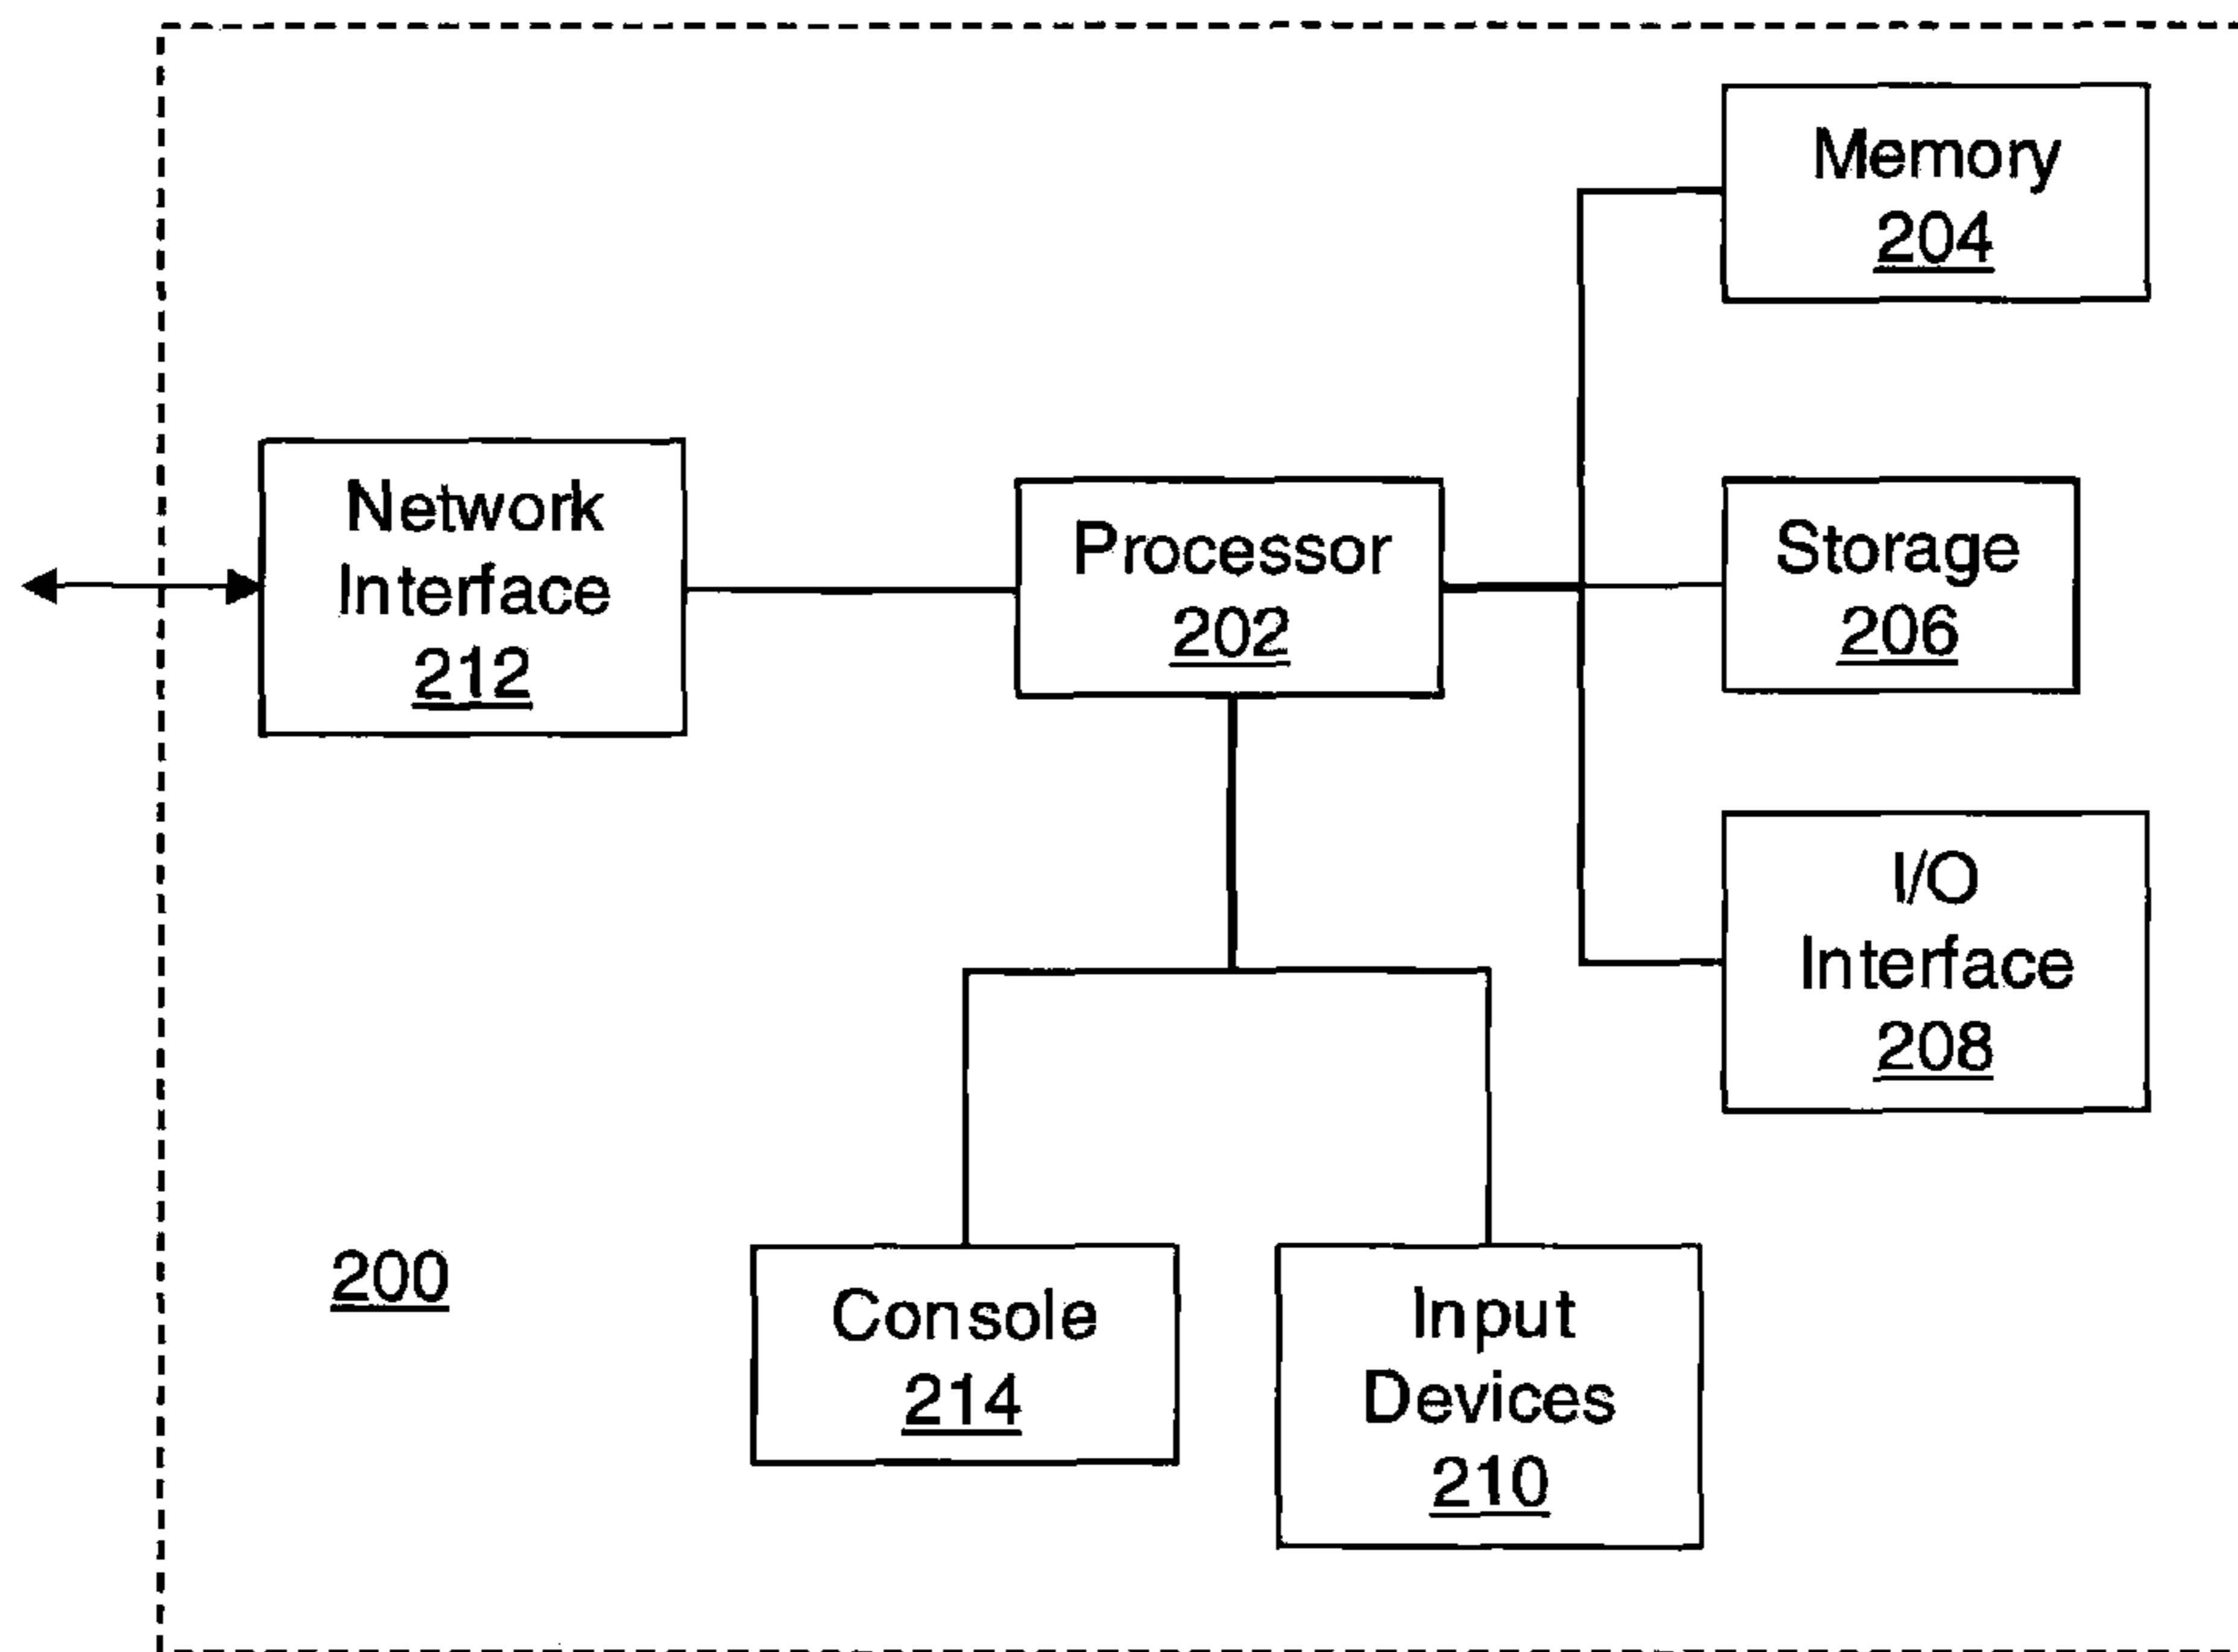 Memory
204
Network
Interface
212
Processor
202
Storage
206
I/O
Interface
208
200
Console
214
Input
Devices
210